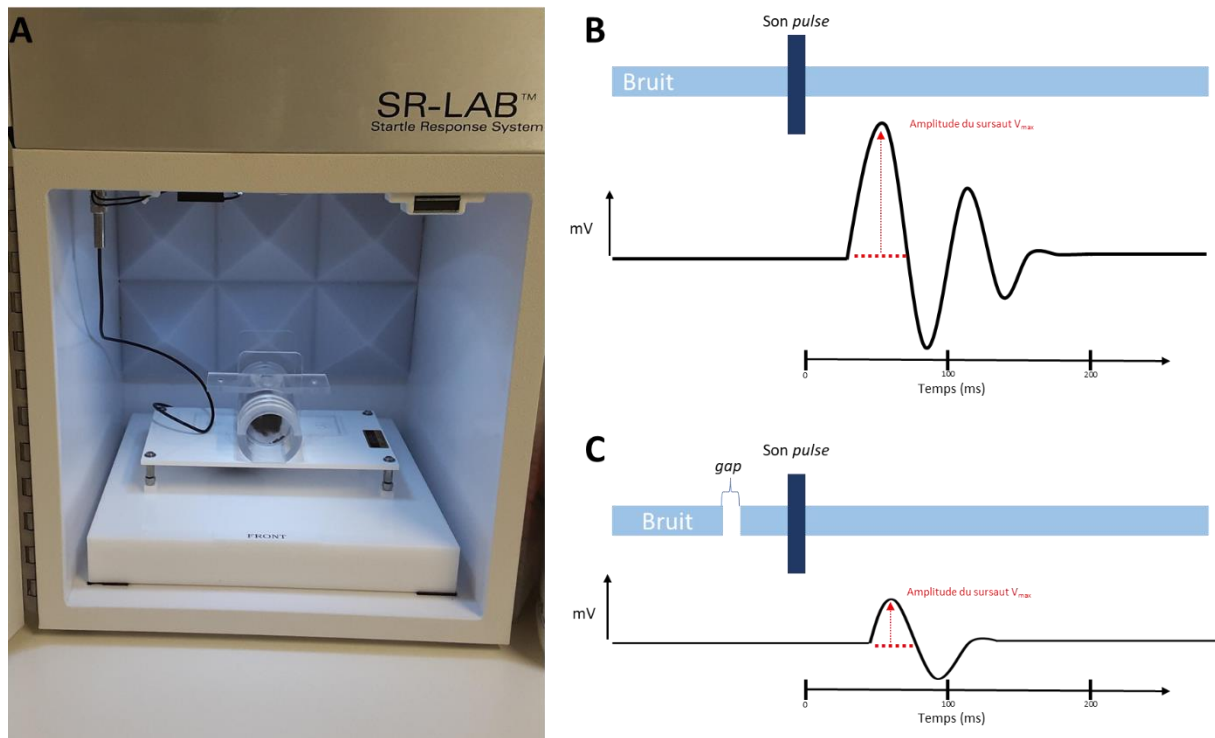 A
SR-LAB™
Startle Response System
FRONT
B
Son pulse
Bruit
Amplitude du sursaut Vmax
mV
0
100
200
Temps (ms)
C
Son pulse
gap
Bruit
Amplitude du sursaut Vmax
mV
0
100
200
Temps (ms)